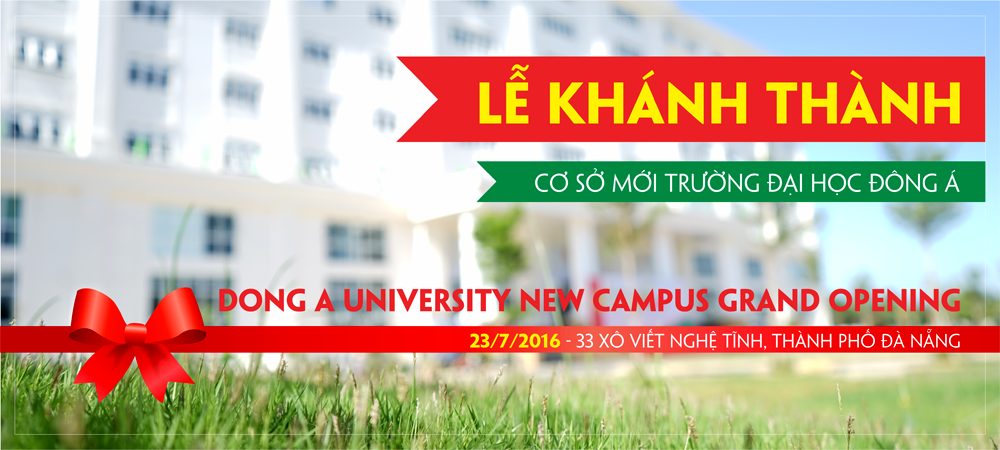 LỄ KHÁNH THÀNH
CƠ SỞ MỚI TRƯỜNG ĐẠI HỌC ĐÔNG Á
DONG A UNIVERSITY NEW CAMPUS GRAND OPENING
23/7/2016 - 33 XÔ VIẾT NGHỆ TĨNH, THÀNH PHỐ ĐÀ NẴNG